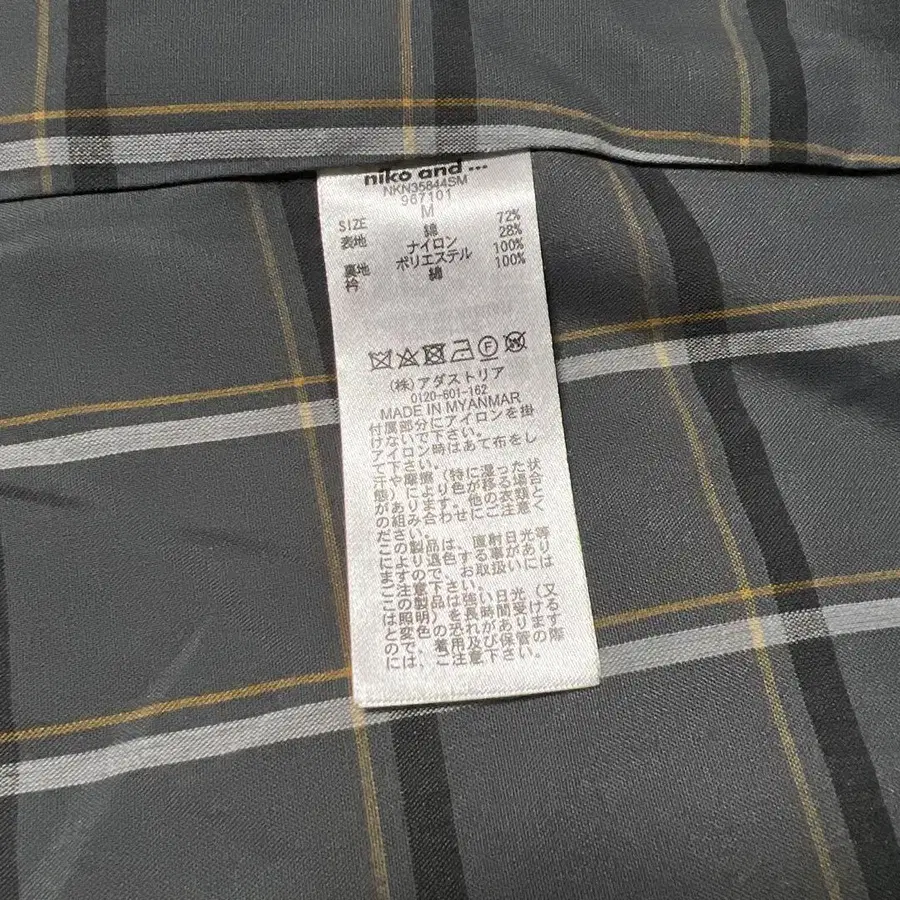 niko and ...
NKN35844SM
967101
SIZE M
表地 綿 72%
ナイロン 28%
裏地 ポリエステル 100%
衿 綿 100%
(株)アダストリア
0120-601-162
MADE IN MYANMAR
付属部分にアイロンを掛
けないで下さい。
アイロン時はあて布をし
て下さい。
汗や摩擦(特に湿った状
態)により色が移る場合
があります。他の衣類と
の組み合わせにご注意く
ださい。
この製品は、直射日光等
により退色する事があり
ますので、お取扱いには
ご注意下さい。
この製品は強い日光(又
は照明)を長時間受ける
と変色の恐れがあります
ので、着用及び保管の際
には、ご注意下さい。